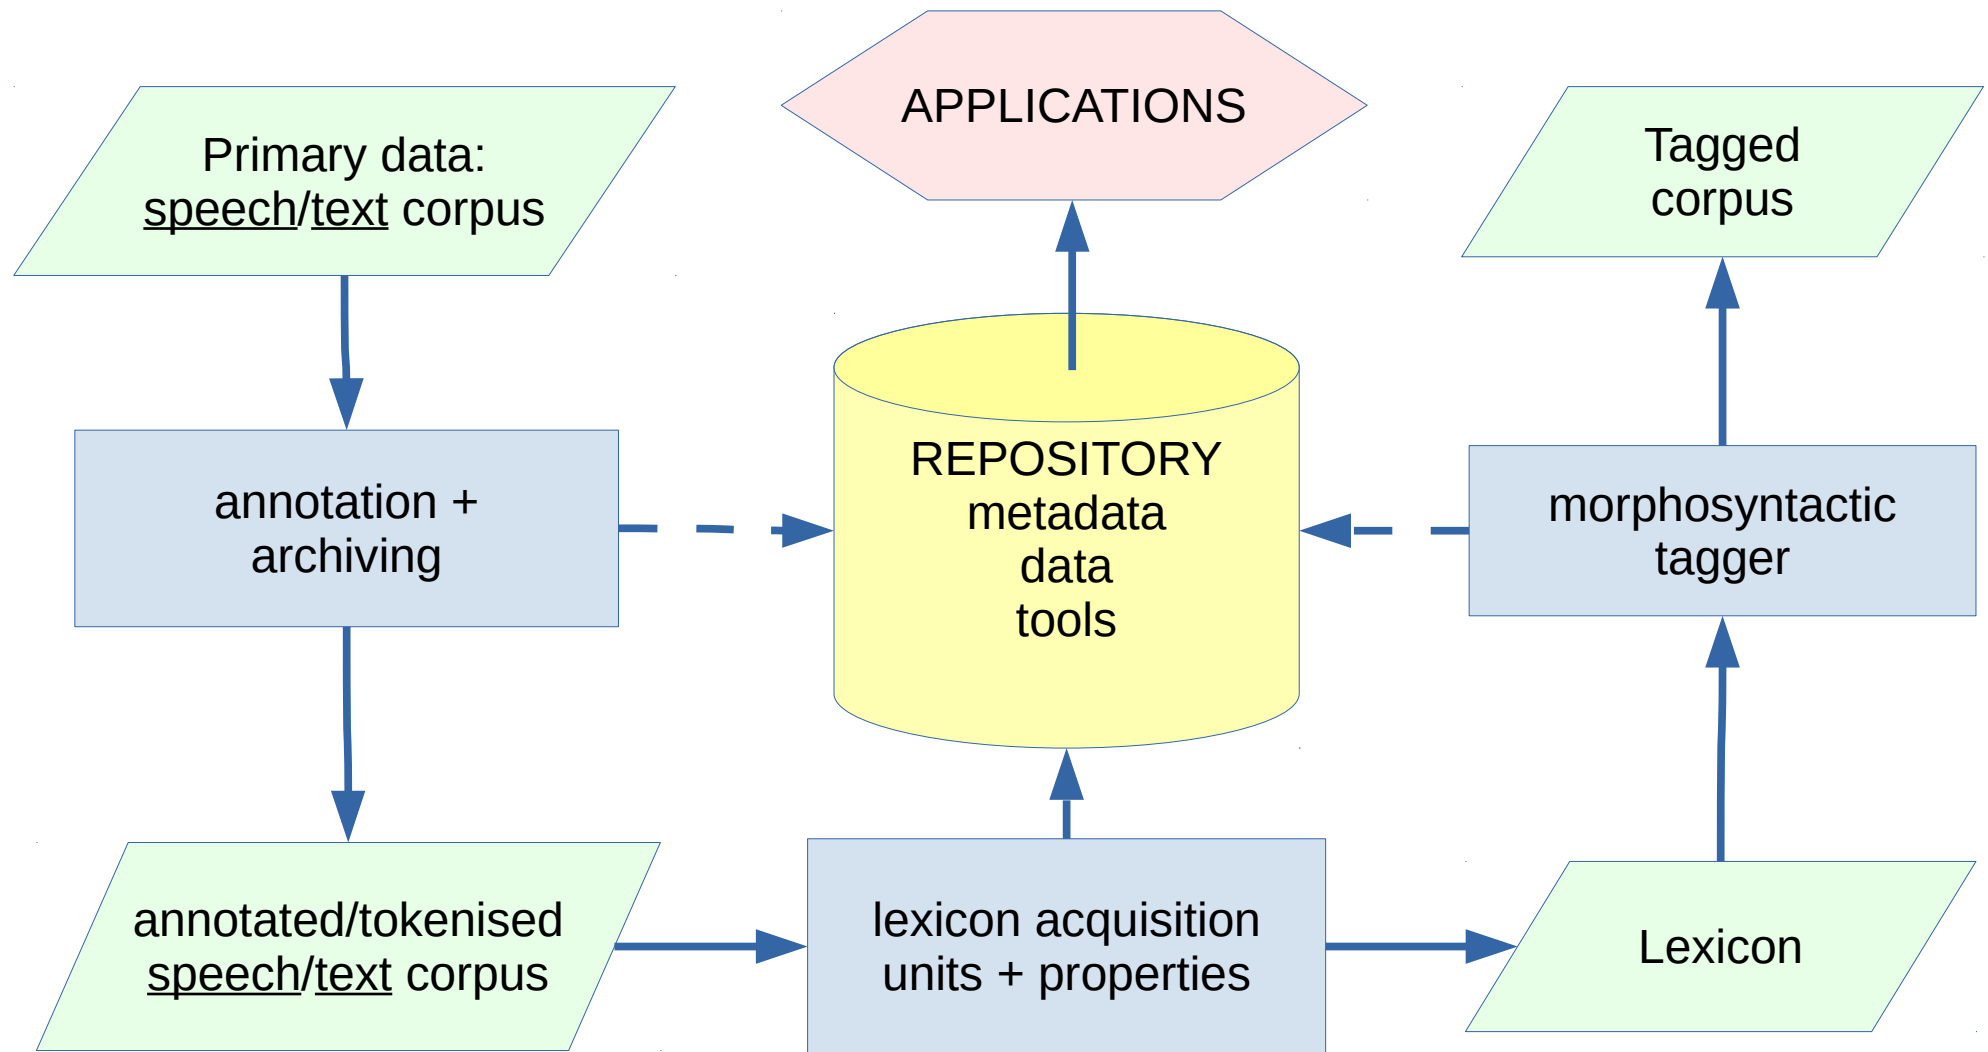 Primary data:
speech/text corpus
APPLICATIONS
Tagged
corpus
annotation +
archiving
REPOSITORY
metadata
data
tools
morphosyntactic
tagger
annotated/tokenised
speech/text corpus
lexicon acquisition
units + properties
Lexicon